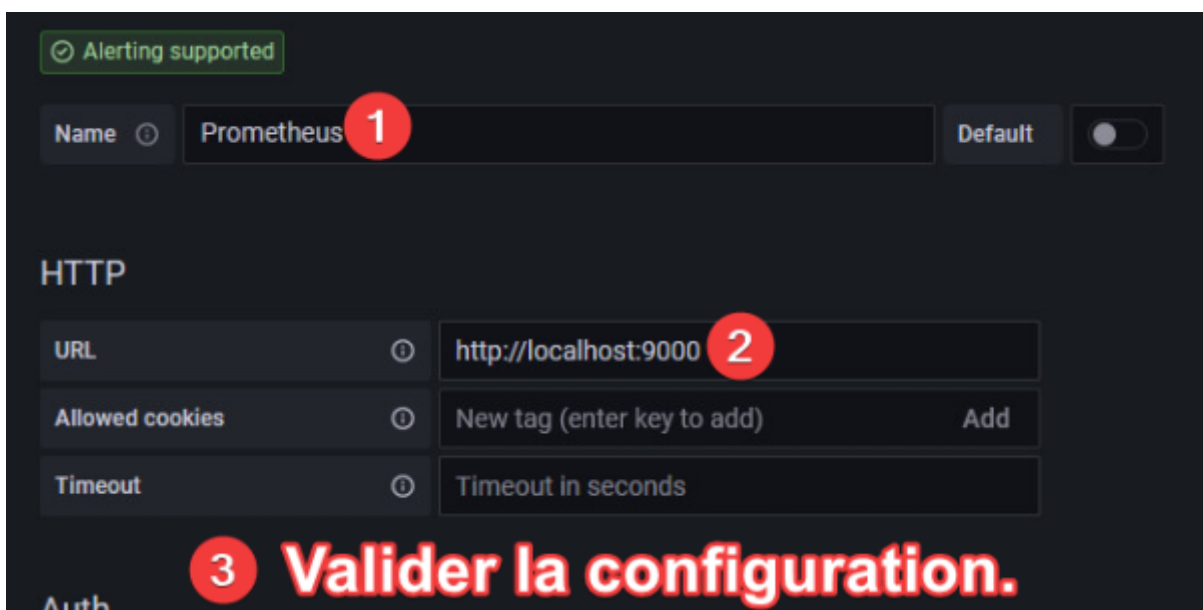 Alerting supported
Name Prometheus 1 Default
HTTP
URL http://localhost:9000 2
Allowed cookies New tag (enter key to add) Add
Timeout Timeout in seconds
3 Valider la configuration.
Auth